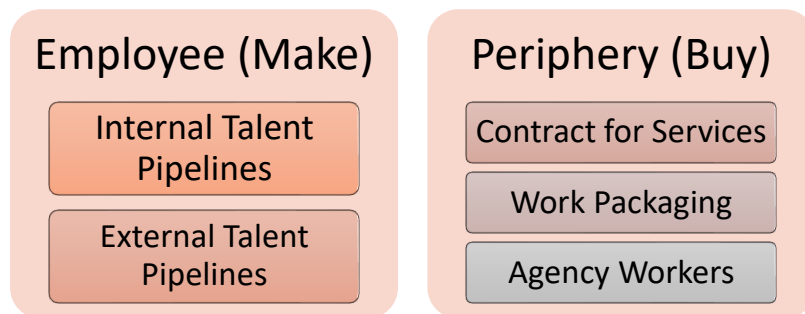 Employee (Make)
Internal Talent
Pipelines
External Talent
Pipelines
Periphery (Buy)
Contract for Services
Work Packaging
Agency Workers